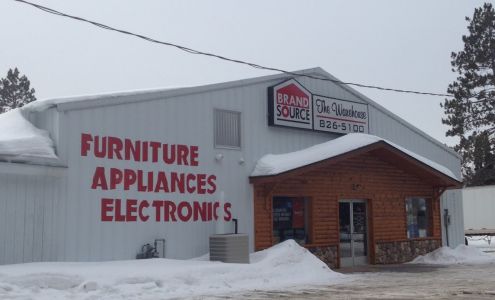 BRAND
SOURCE
The Warehouse
826-5100
FURNITURE
APPLIANCES
ELECTRONICS